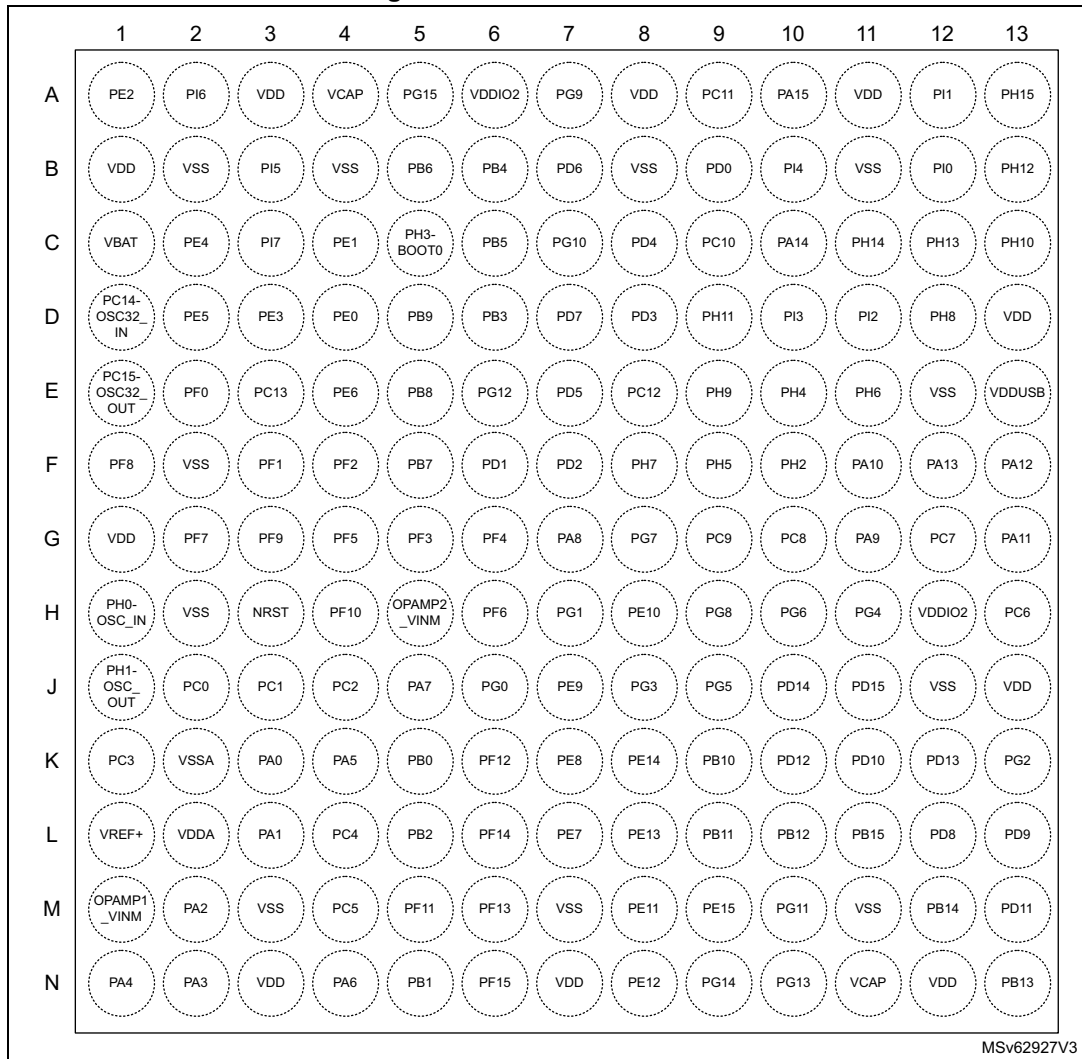 1 2 3 4 5 6 7 8 9 10 11 12 13
A PE2 PI6 VDD VCAP PG15 VDDIO2 PG9 VDD PC11 PA15 VDD PI1 PH15
B VDD VSS PI5 VSS PB6 PB4 PD6 VSS PD0 PI4 VSS PI0 PH12
C VBAT PE4 PI7 PE1 PH3-BOOT0 PB5 PG10 PD4 PC10 PA14 PH14 PH13 PH10
D PC14-OSC32_IN PE5 PE3 PE0 PB9 PB3 PD7 PD3 PH11 PI3 PI2 PH8 VDD
E PC15-OSC32_OUT PF0 PC13 PE6 PB8 PG12 PD5 PC12 PH9 PH4 PH6 VSS VDDUSB
F PF8 VSS PF1 PF2 PB7 PD1 PD2 PH7 PH5 PH2 PA10 PA13 PA12
G VDD PF7 PF9 PF5 PF3 PF4 PA8 PG7 PC9 PC8 PA9 PC7 PA11
H PH0-OSC_IN VSS NRST PF10 OPAMP2_VINM PF6 PG1 PE10 PG8 PG6 PG4 VDDIO2 PC6
J PH1-OSC_OUT PC0 PC1 PC2 PA7 PG0 PE9 PG3 PG5 PD14 PD15 VSS VDD
K PC3 VSSA PA0 PA5 PB0 PF12 PE8 PE14 PB10 PD12 PD10 PD13 PG2
L VREF+ VDDA PA1 PC4 PB2 PF14 PE7 PE13 PB11 PB12 PB15 PD8 PD9
M OPAMP1_VINM PA2 VSS PC5 PF11 PF13 VSS PE11 PE15 PG11 VSS PB14 PD11
N PA4 PA3 VDD PA6 PB1 PF15 VDD PE12 PG14 PG13 VCAP VDD PB13
MSv62927V3